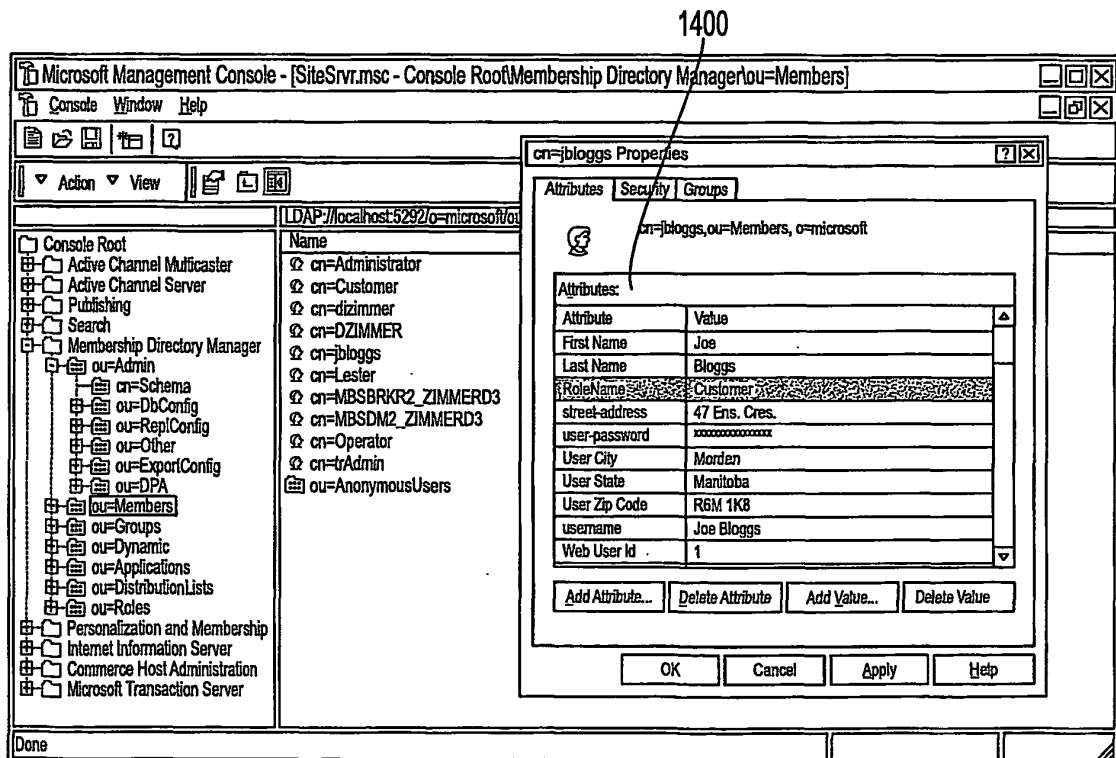 1400
Microsoft Management Console - [SiteSrvr.msc - Console Root\Membership Directory Manager\ou=Members]
Console Window Help
Action View
LDAP://localhost:5292/o=microsoft/ou
Console Root
Active Channel Multicaster
Active Channel Server
Publishing
Search
Membership Directory Manager
ou=Admin
cn=Schema
ou=DbConfig
ou=ReplConfig
ou=Other
ou=ExportConfig
ou=DPA
ou=Members
ou=Groups
ou=Dynamic
ou=Applications
ou=DistributionLists
ou=Roles
Personalization and Membership
Internet Information Server
Commerce Host Administration
Microsoft Transaction Server
Name
cn=Administrator
cn=Customer
cn=dizimmer
cn=DZIMMER
cn=jbloggs
cn=Lester
cn=MBSBRKR2_ZIMMERD3
cn=MBSDM2_ZIMMERD3
cn=Operator
cn=trAdmin
ou=AnonymousUsers
cn=jbloggs Properties
Attributes Security Groups
cn=jbloggs,ou=Members, o=microsoft
Attributes:
Attribute Value
First Name Joe
Last Name Bloggs
RoleName Customer
street-address 47 Ens. Cres.
user-password xxxxxxxxxxxxxxx
User City Morden
User State Manitoba
User Zip Code R6M 1K8
username Joe Bloggs
Web User Id 1
Add Attribute... Delete Attribute Add Value... Delete Value
OK Cancel Apply Help
Done